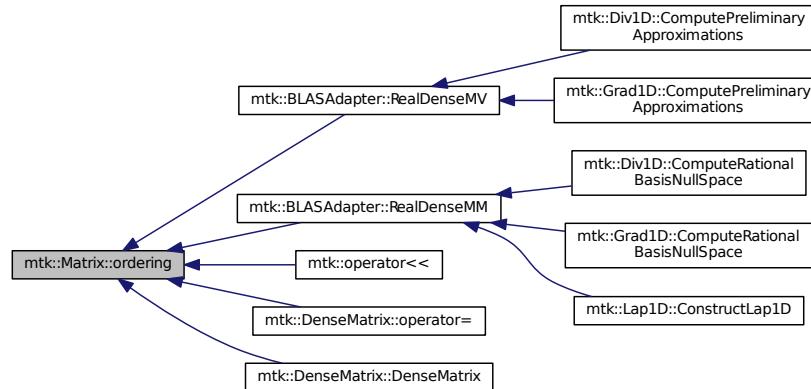 mtk::Div1D::ComputePreliminary
Approximations
mtk::BLASAdapter::RealDenseMV
mtk::Grad1D::ComputePreliminary
Approximations
mtk::Div1D::ComputeRational
BasisNullSpace
mtk::BLASAdapter::RealDenseMM
mtk::Grad1D::ComputeRational
BasisNullSpace
mtk::Matrix::ordering
mtk::operator<<
mtk::Lap1D::ConstructLap1D
mtk::DenseMatrix::operator=
mtk::DenseMatrix::DenseMatrix